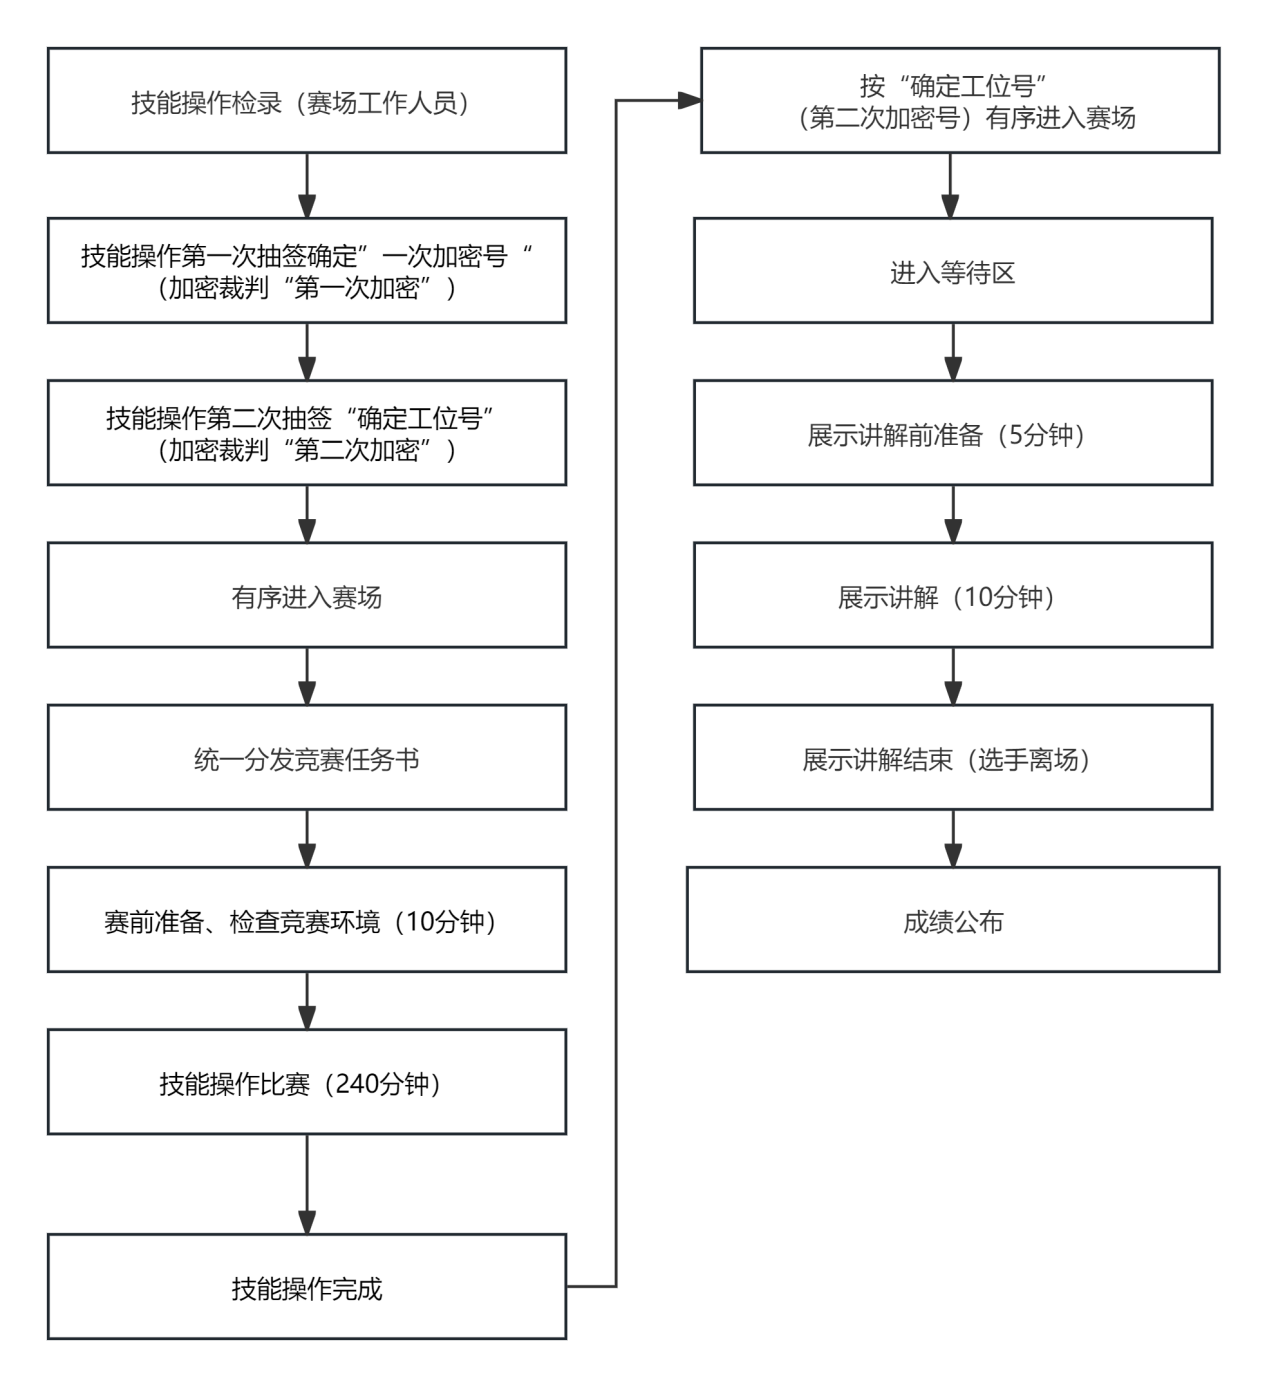 技能操作检录（赛场工作人员）
技能操作第一次抽签确定”一次加密号“
（加密裁判“第一次加密”）
技能操作第二次抽签“确定工位号”
（加密裁判“第二次加密”）
有序进入赛场
统一分发竞赛任务书
赛前准备、检查竞赛环境（10分钟）
技能操作比赛（240分钟）
技能操作完成
按“确定工位号”
（第二次加密号）有序进入赛场
进入等待区
展示讲解前准备（5分钟）
展示讲解（10分钟）
展示讲解结束（选手离场）
成绩公布